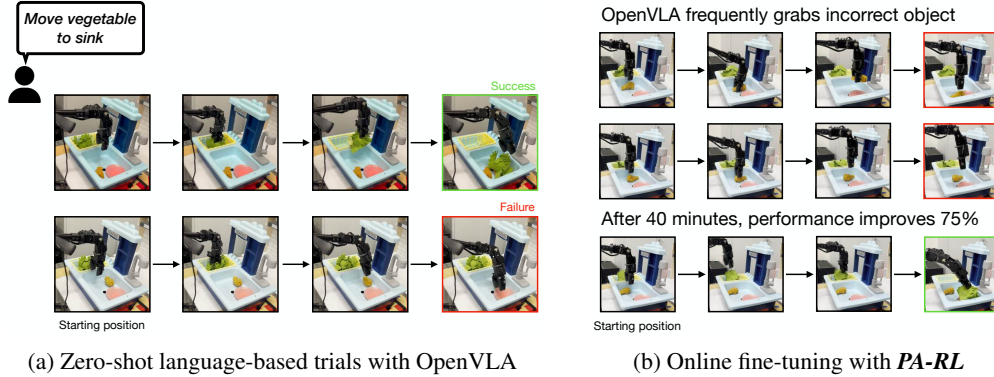 Move vegetable
to sink
Success
Failure
Starting position
(a) Zero-shot language-based trials with OpenVLA
OpenVLA frequently grabs incorrect object
After 40 minutes, performance improves 75%
Starting position
(b) Online fine-tuning with PA-RL